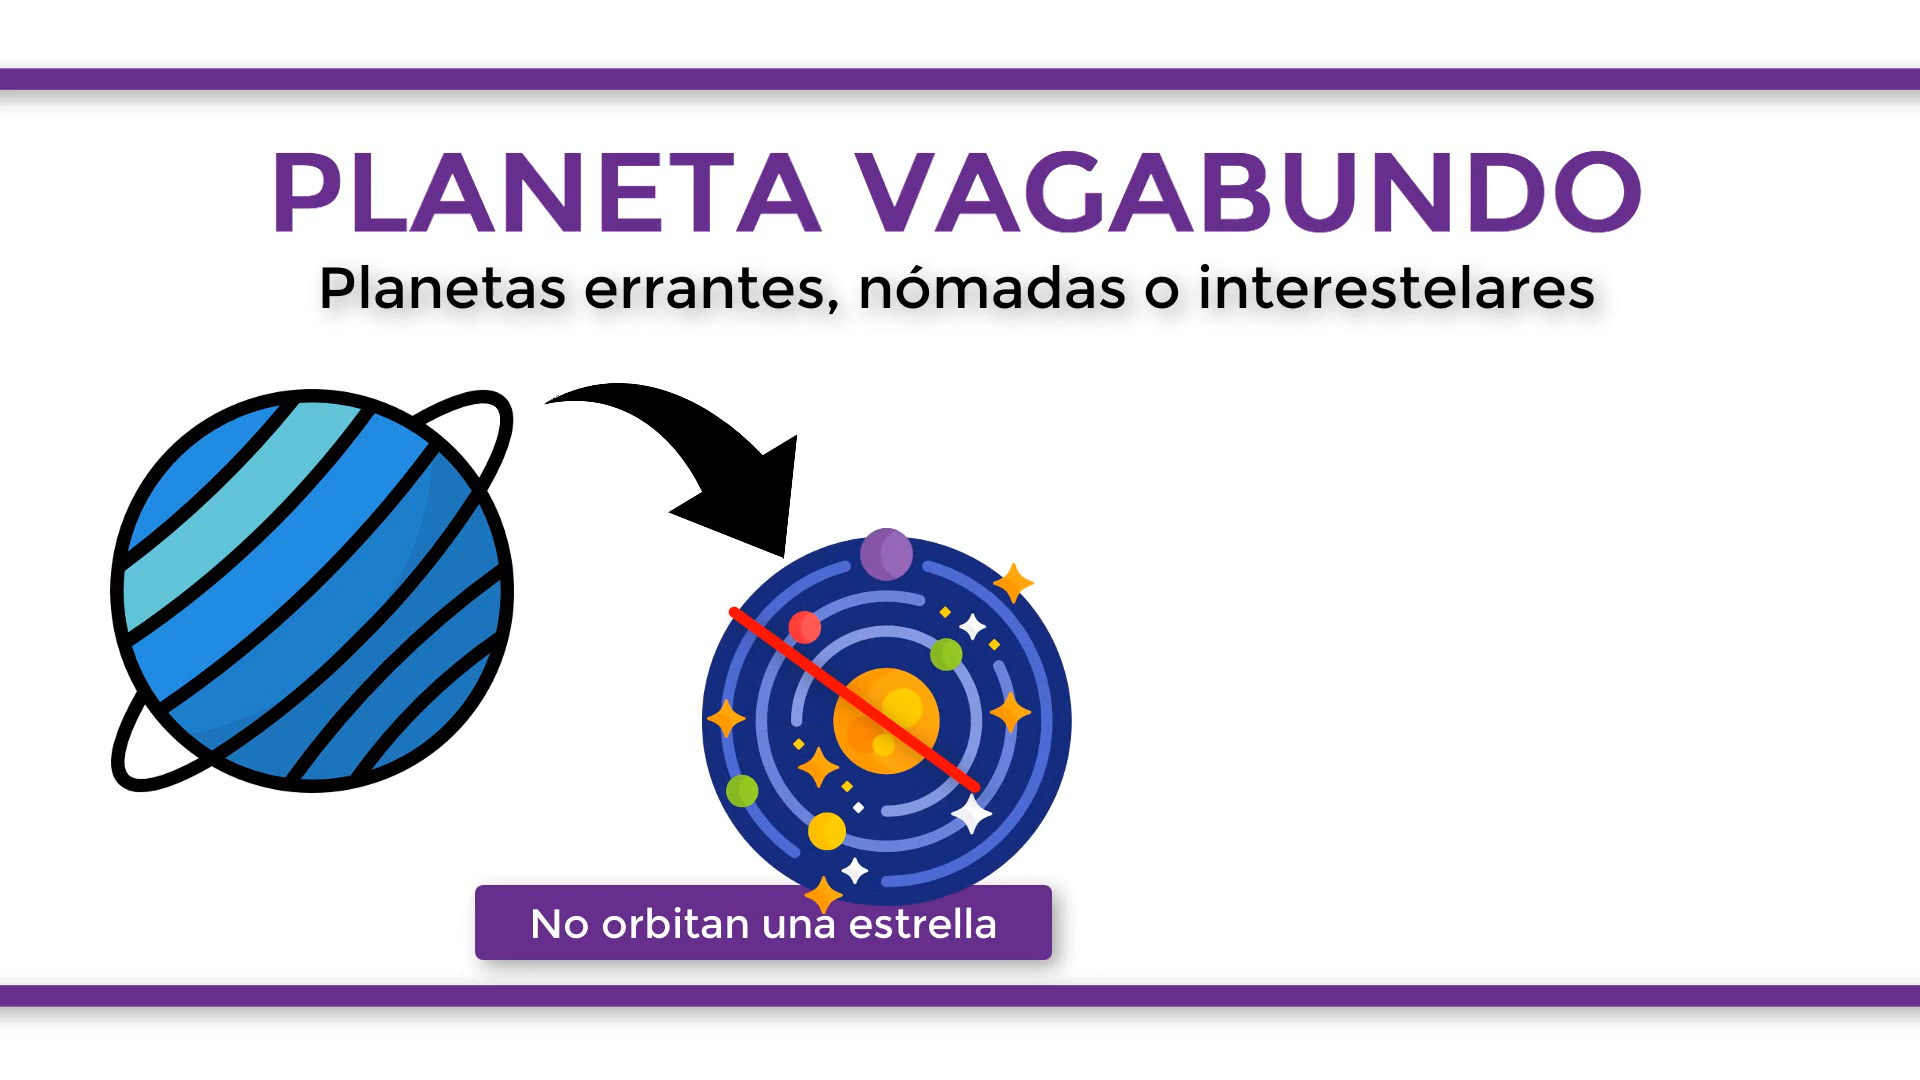 PLANETA VAGABUNDO
Planetas errantes, nómadas o interestelares
No orbitan una estrella